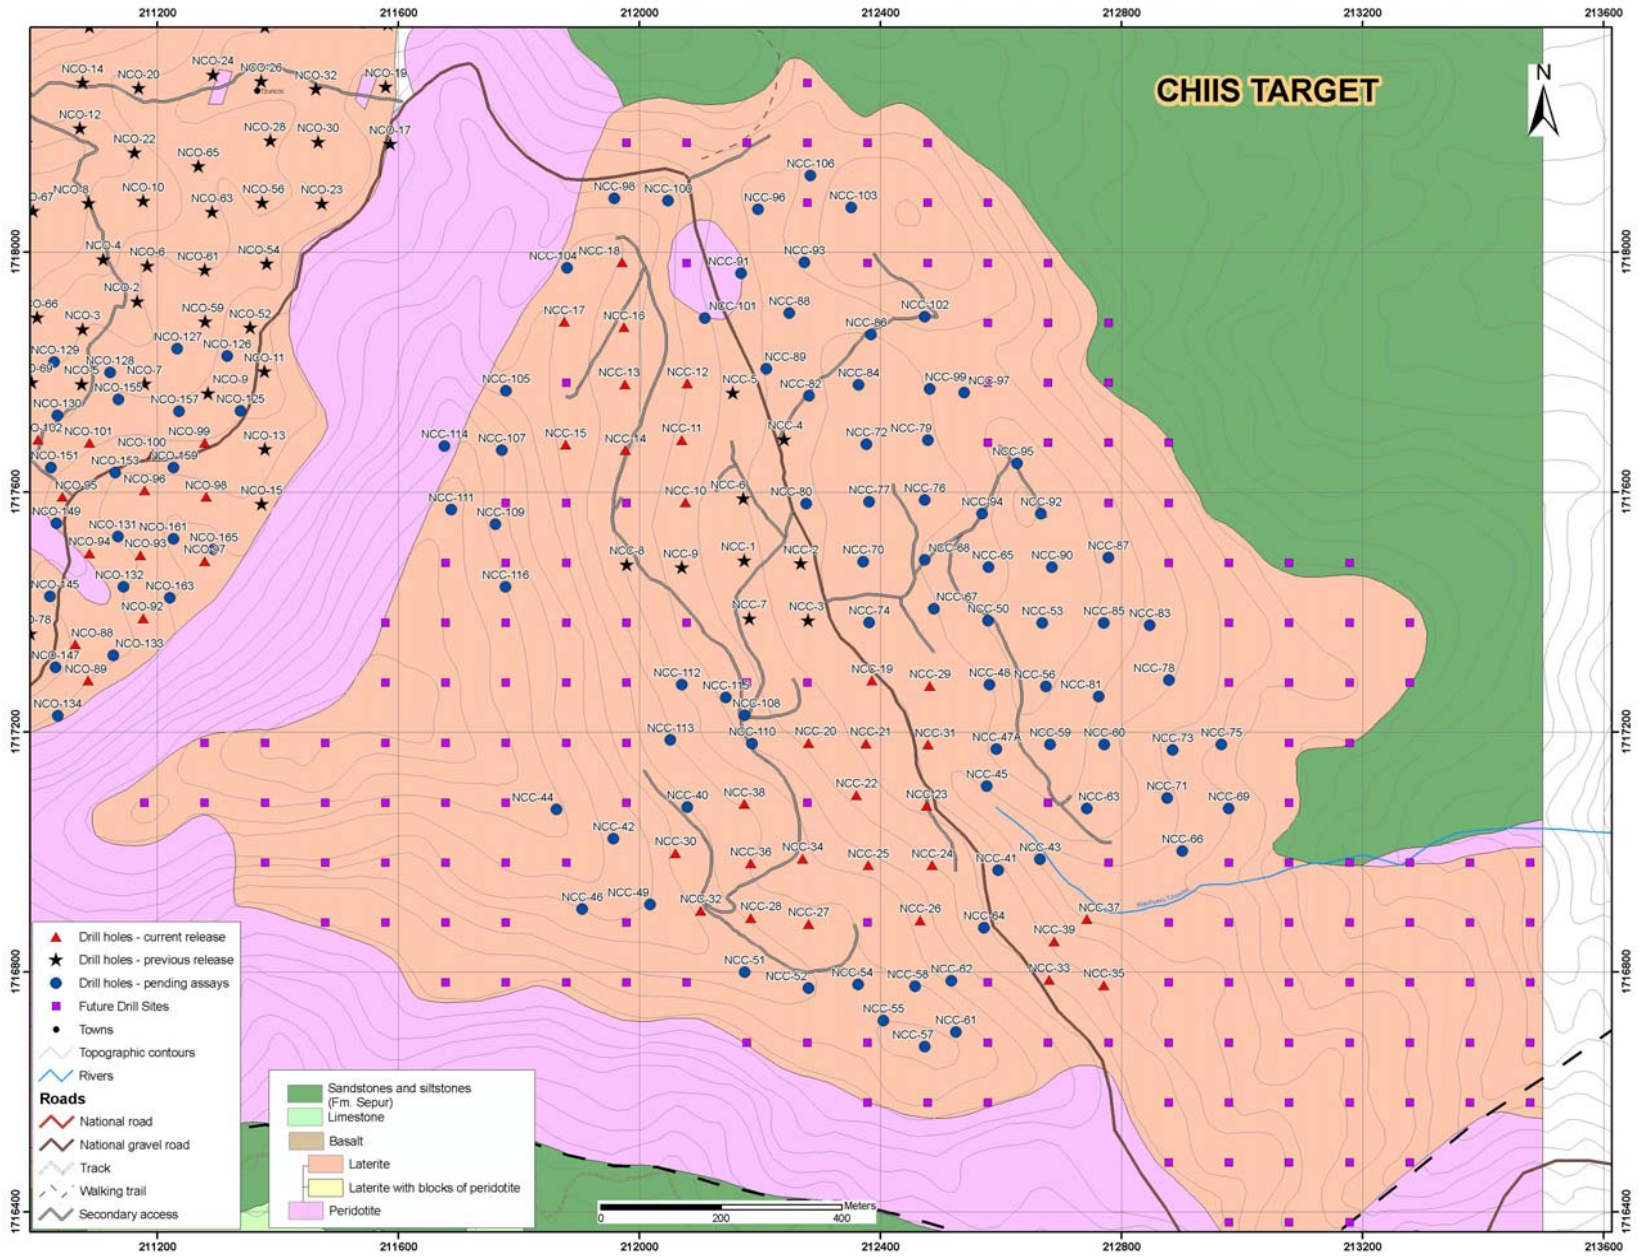 211200 211600 212000 212400 212800 213200 213600
CHIIS TARGET
N
NCO-14 NCO-20 NCO-24 NCO-26 NCO-32 NCO-19
NCO-12 NCO-22 NCO-65 NCO-28 NCO-30 NCO-17
NCO-8 NCO-10 NCO-63 NCO-56 NCO-23
O-67
NCO-4 NCO-6 NCO-61 NCO-54
NCO-2
O-66 NCO-3 NCO-59 NCO-52
NCO-129 NCO-128 NCO-127 NCO-126 NCO-11
O-69 NCO-5 NCO-7 NCO-9
NCO-155
NCO-130 NCO-157 NCO-125
O-102 NCO-101 NCO-100 NCO-99 NCO-13
NCO-151 NCO-153 NCO-159
NCO-95 NCO-96 NCO-98 NCO-15
NCO-149 NCO-131 NCO-161 NCO-165
NCO-94 NCO-93
NCO-145 NCO-132 NCO-163
O-78 NCO-92
NCO-88 NCO-133
NCO-147 NCO-89
NCO-134
NCC-106
NCC-98 NCC-100 NCC-96 NCC-103
NCC-104 NCC-18 NCC-91 NCC-93
NCC-17 NCC-16 NCC-101 NCC-88 NCC-86 NCC-102
NCC-105 NCC-13 NCC-12 NCC-5 NCC-89 NCC-82 NCC-84 NCC-99 NCC-97
NCC-114 NCC-107 NCC-15 NCC-14 NCC-11 NCC-4 NCC-72 NCC-79
NCC-95
NCC-111 NCC-109 NCC-10 NCC-6 NCC-80 NCC-77 NCC-76 NCC-94 NCC-92
NCC-116 NCC-8 NCC-9 NCC-1 NCC-2 NCC-70 NCC-68 NCC-65 NCC-90 NCC-87
NCC-7 NCC-3 NCC-74 NCC-67 NCC-50 NCC-53 NCC-85 NCC-83
NCC-112 NCC-115 NCC-108 NCC-19 NCC-29 NCC-48 NCC-56 NCC-81 NCC-78
NCC-113 NCC-110 NCC-20 NCC-21 NCC-31 NCC-47A NCC-59 NCC-60 NCC-73 NCC-75
NCC-44 NCC-40 NCC-38 NCC-22 NCC-23 NCC-45 NCC-63 NCC-71 NCC-69
NCC-42 NCC-30 NCC-36 NCC-34 NCC-25 NCC-24 NCC-41 NCC-43 NCC-66
NCC-46 NCC-49 NCC-32 NCC-28 NCC-27 NCC-26 NCC-64 NCC-39 NCC-37
NCC-51 NCC-52 NCC-54 NCC-58 NCC-62 NCC-33 NCC-35
NCC-55 NCC-57 NCC-61
1718000 1718000
1717600 1717600
1717200 1717200
1716800 1716800
1716400 1716400
Drill holes - current release
Drill holes - previous release
Drill holes - pending assays
Future Drill Sites
Towns
Topographic contours
Rivers
Roads
National road
National gravel road
Track
Walking trail
Secondary access
Sandstones and siltstones
(Fm. Sepur)
Limestone
Basalt
Laterite
Laterite with blocks of peridotite
Peridotite
Meters
0 200 400
211200 211600 212000 212400 212800 213200 213600